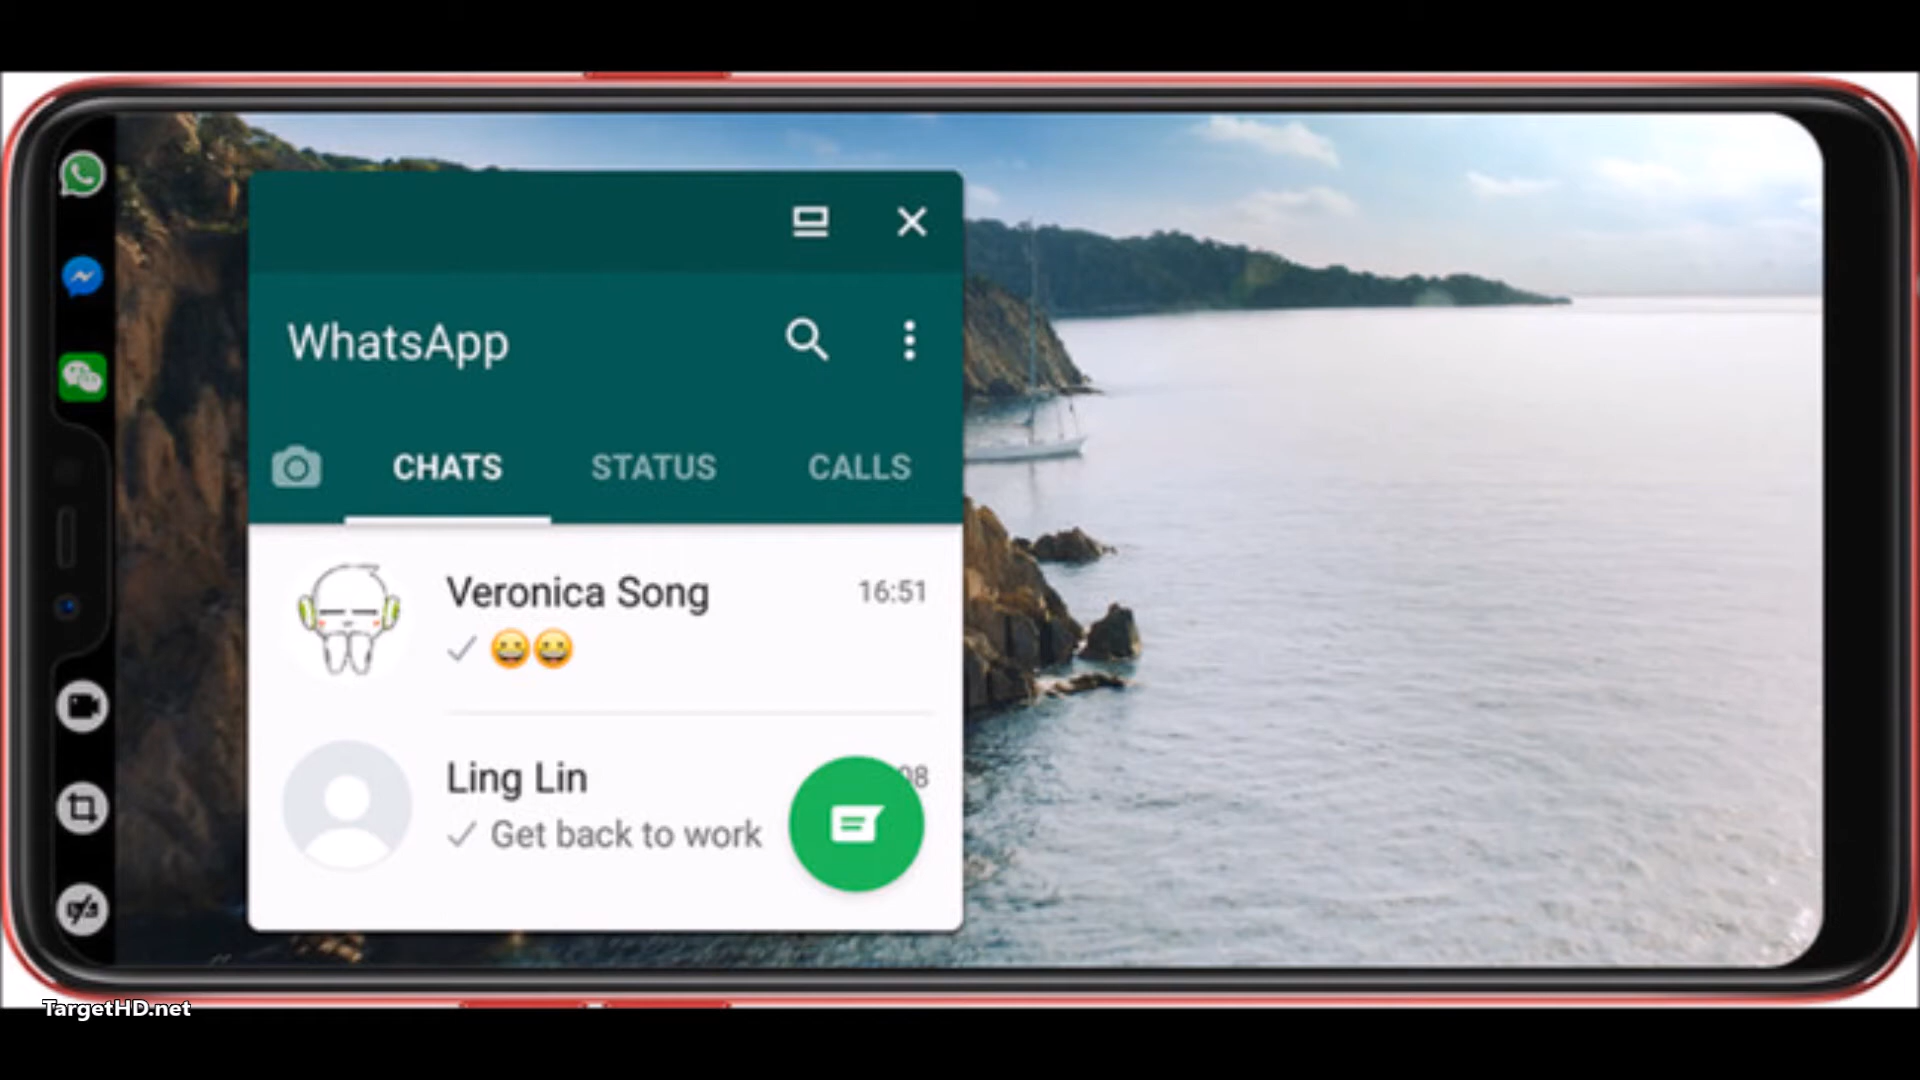 WhatsApp
CHATS STATUS CALLS
Veronica Song 16:51
😀😀
Ling Lin
Get back to work
TargetHD.net